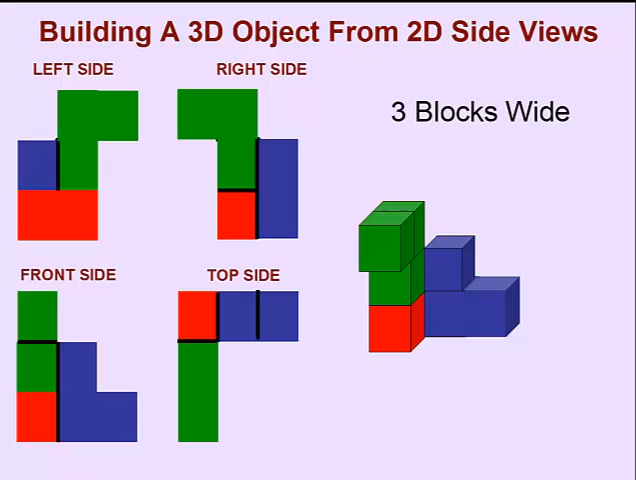 Building A 3D Object From 2D Side Views
LEFT SIDE
RIGHT SIDE
3 Blocks Wide
FRONT SIDE
TOP SIDE